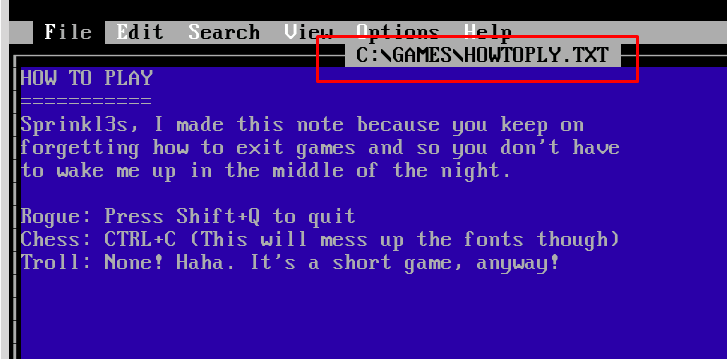 File Edit Search View Options Help
C:\GAMES\HOWTOPLY.TXT
HOW TO PLAY
===========
Sprinkl3s, I made this note because you keep on
forgetting how to exit games and so you don't have
to wake me up in the middle of the night.
Rogue: Press Shift+Q to quit
Chess: CTRL+C (This will mess up the fonts though)
Troll: None! Haha. It's a short game, anyway!